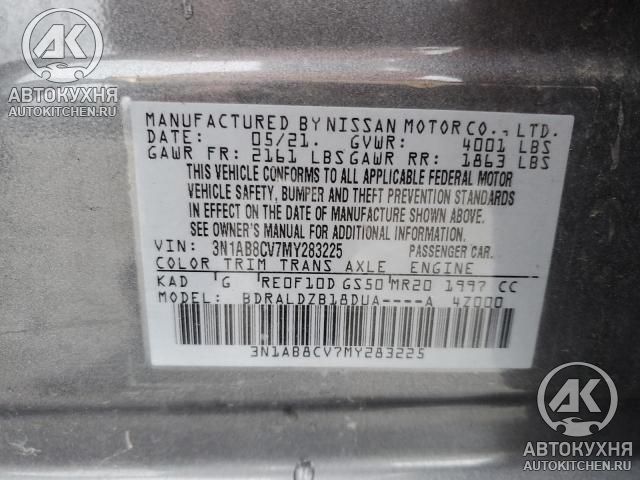 АВТОКУХНЯ
AUTOKITCHEN.RU
MANUFACTURED BY NISSAN MOTOR CO., LTD.
DATE: 05/21. GVWR: 4001 LBS
GAWR FR: 2161 LBS GAWR RR: 1863 LBS
THIS VEHICLE CONFORMS TO ALL APPLICABLE FEDERAL MOTOR
VEHICLE SAFETY, BUMPER AND THEFT PREVENTION STANDARDS
IN EFFECT ON THE DATE OF MANUFACTURE SHOWN ABOVE.
SEE OWNER'S MANUAL FOR ADDITIONAL INFORMATION.
VIN: 3N1AB8CV7MY283225 PASSENGER CAR.
COLOR TRIM TRANS AXLE ENGINE
KAD G RE0F10D GS50 MR20 1997 CC
MODEL: BDRALDZB18DUA----A 4Z000
3N1AB8CV7MY283225
АК
АВТОКУХНЯ
AUTOKITCHEN.RU